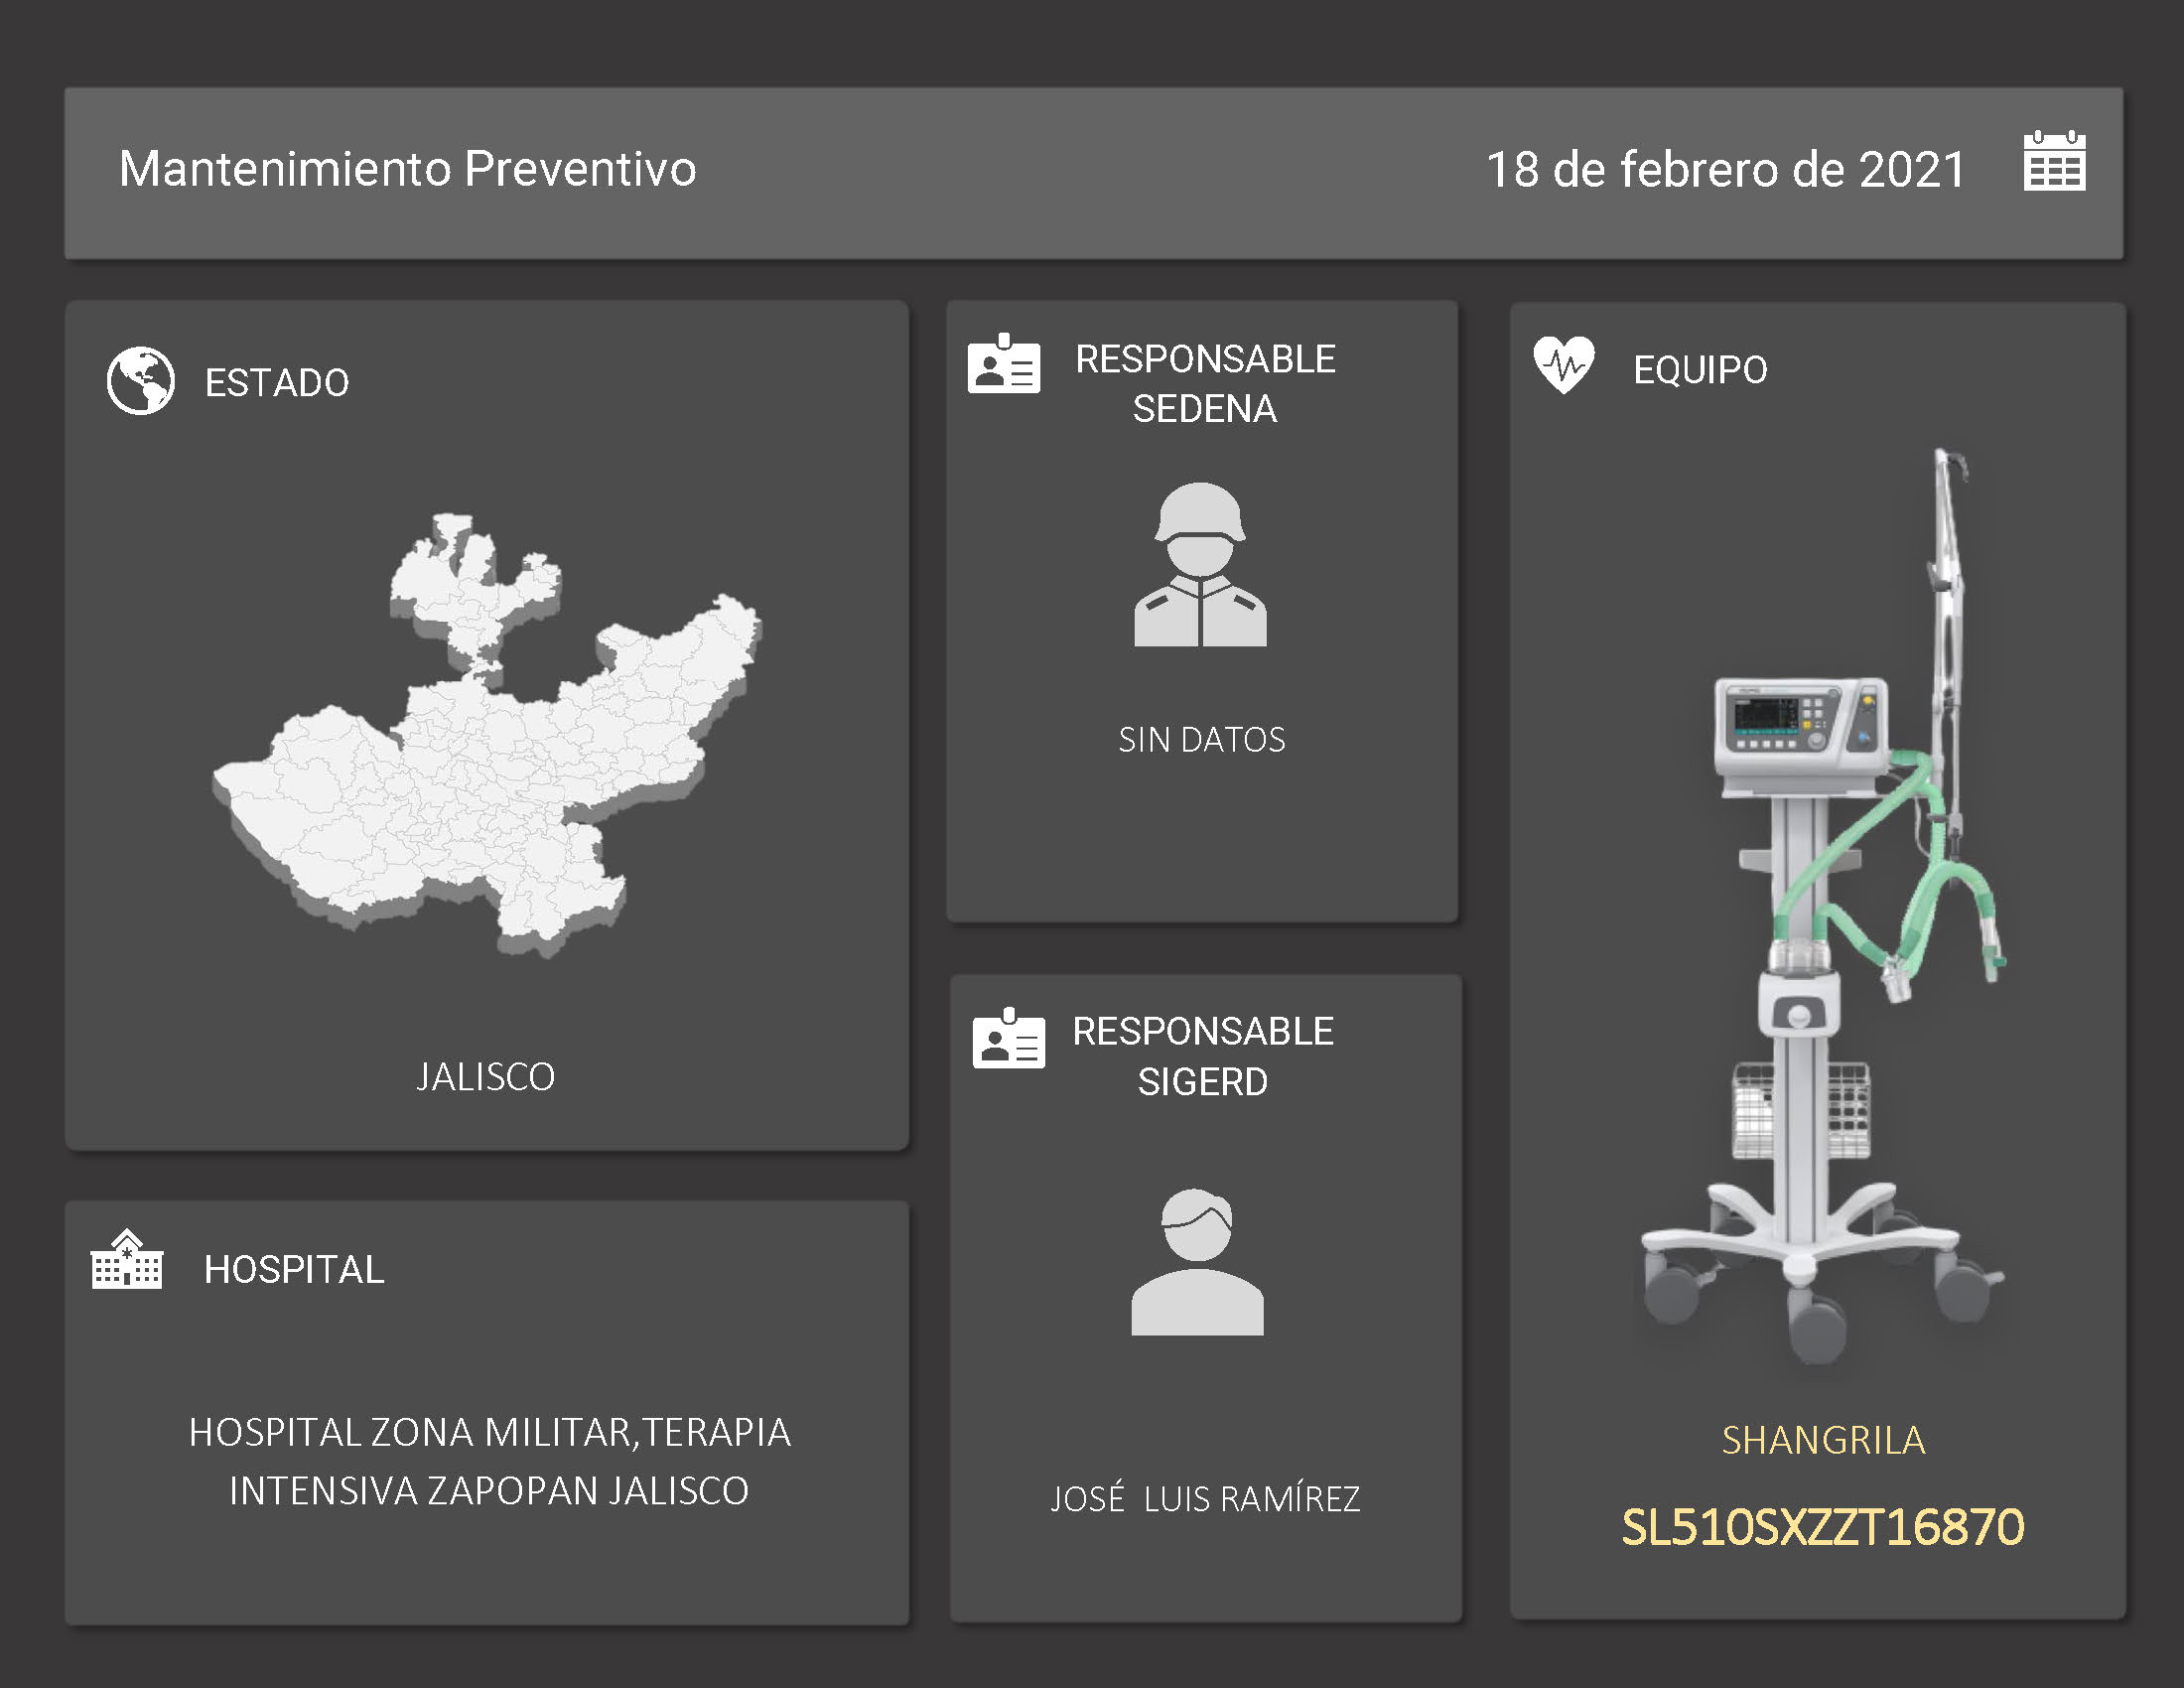 Mantenimiento Preventivo
18 de febrero de 2021
ESTADO
JALISCO
HOSPITAL
HOSPITAL ZONA MILITAR,TERAPIA
INTENSIVA ZAPOPAN JALISCO
RESPONSABLE
SEDENA
SIN DATOS
RESPONSABLE
SIGERD
JOSÉ LUIS RAMÍREZ
EQUIPO
SHANGRILA
SL510SXZZT16870